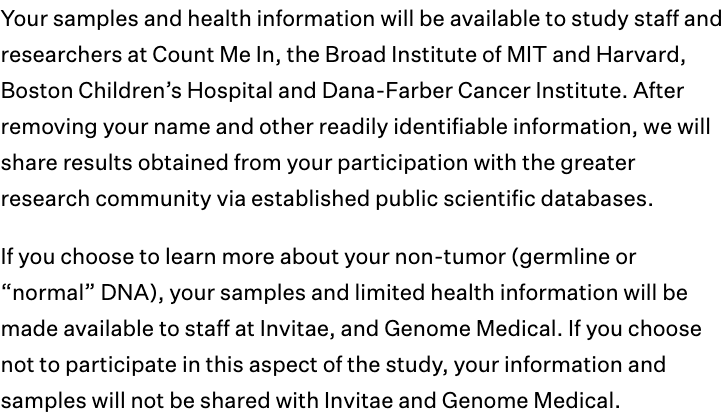 Your samples and health information will be available to study staff and
researchers at Count Me In, the Broad Institute of MIT and Harvard,
Boston Children’s Hospital and Dana-Farber Cancer Institute. After
removing your name and other readily identifiable information, we will
share results obtained from your participation with the greater
research community via established public scientific databases.
If you choose to learn more about your non-tumor (germline or
“normal” DNA), your samples and limited health information will be
made available to staff at Invitae, and Genome Medical. If you choose
not to participate in this aspect of the study, your information and
samples will not be shared with Invitae and Genome Medical.